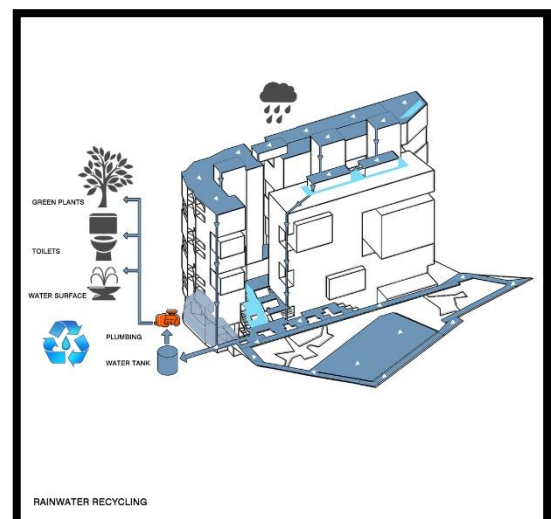 GREEN PLANTS
TOILETS
WATER SURFACE
PLUMBING
WATER TANK
RAINWATER RECYCLING